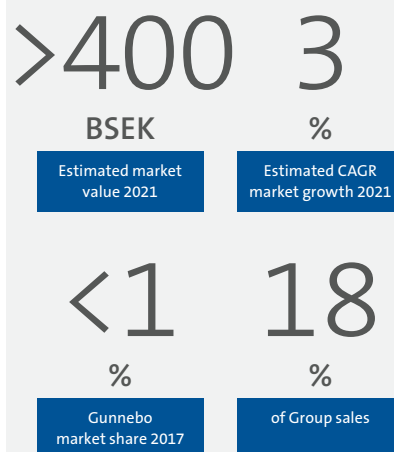 >400
BSEK
Estimated market
value 2021
3
%
Estimated CAGR
market growth 2021
<1
%
Gunnebo
market share 2017
18
%
of Group sales